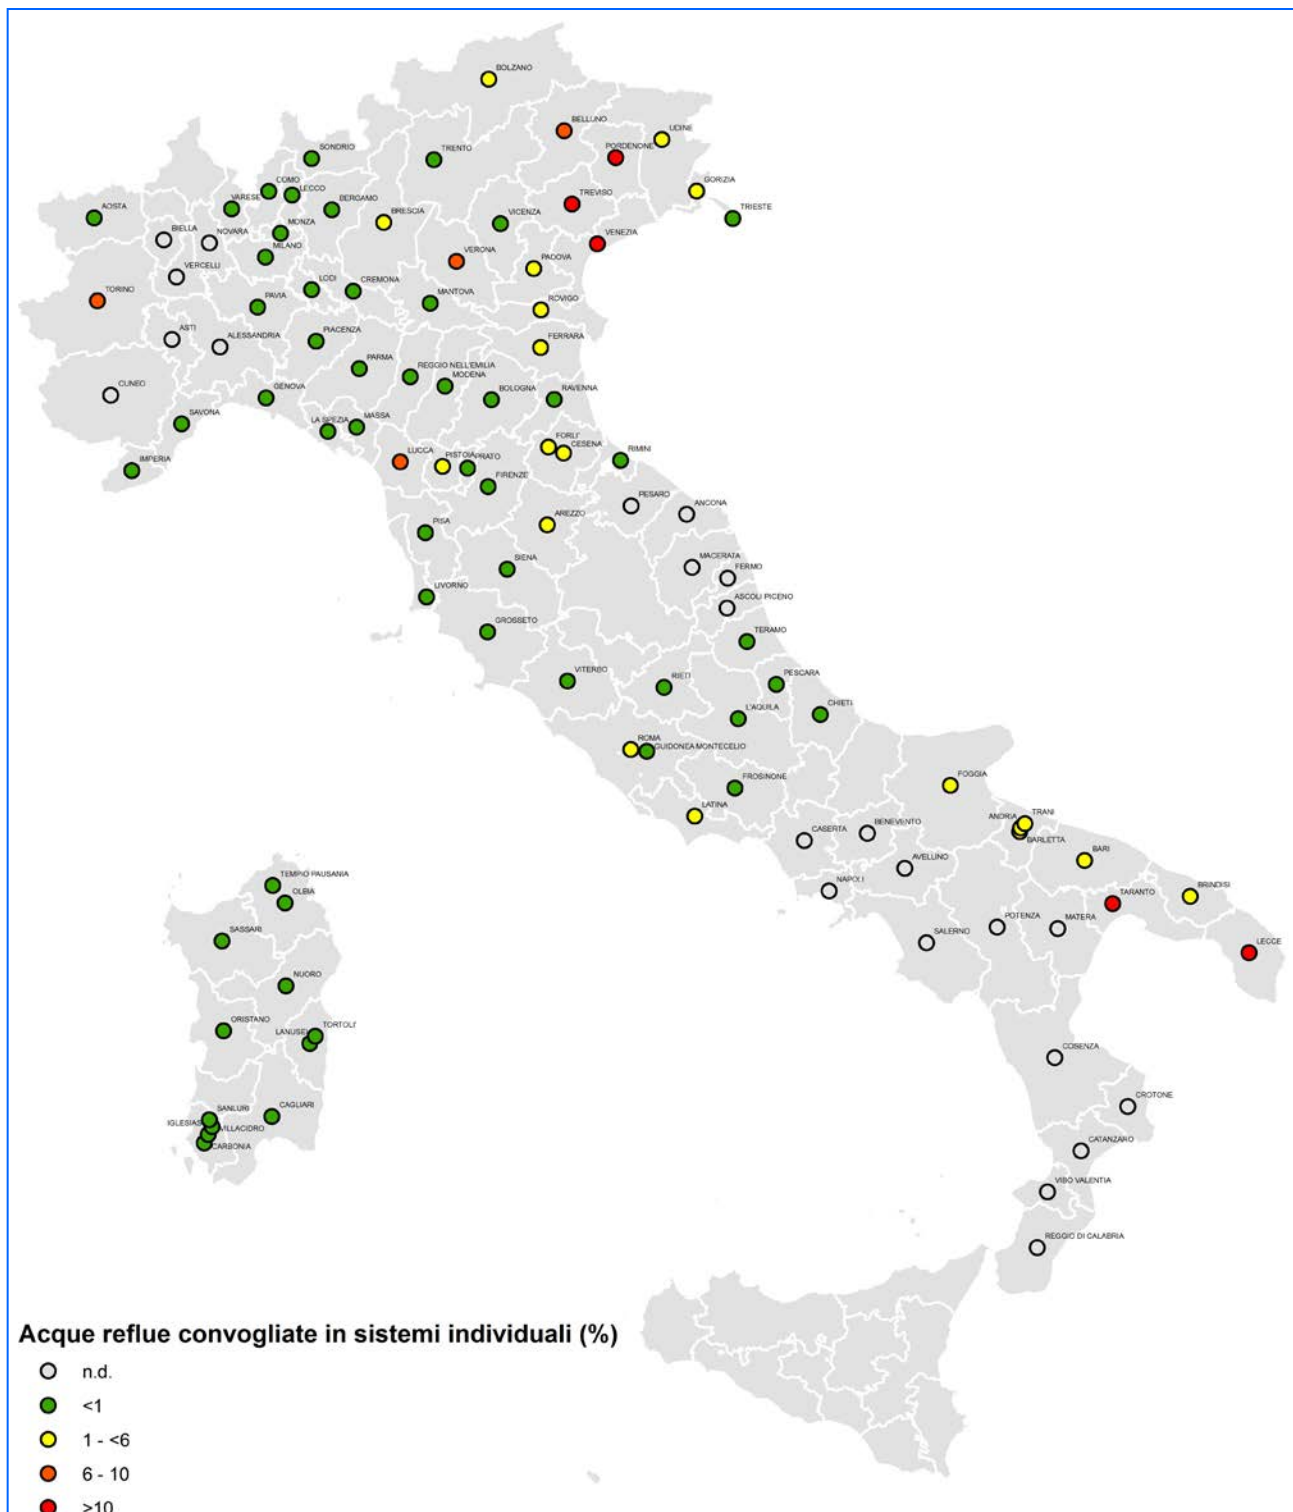 BOLZANO
BELLUNO
UDINE
PORDENONE
SONDRIO
TRENTO
GORIZIA
COMO
LECCO
TREVISO
AOSTA
VARESE
BERGAMO
BRESCIA
VICENZA
TRIESTE
BIELLA
NOVARA
MONZA
VENEZIA
MILANO
VERONA
PADOVA
VERCELLI
TORINO
LODI
CREMONA
PAVIA
MANTOVA
ROVIGO
ASTI
ALESSANDRIA
PIACENZA
FERRARA
PARMA
REGGIO NELL'EMILIA
MODENA
CUNEO
GENOVA
BOLOGNA
RAVENNA
SAVONA
LA SPEZIA
MASSA
FORLI'
CESENA
IMPERIA
LUCCA
PISTOIA
PRATO
RIMINI
FIRENZE
PESARO
ANCONA
PISA
AREZZO
SIENA
MACERATA
FERMO
LIVORNO
ASCOLI PICENO
GROSSETO
TERAMO
VITERBO
RIETI
PESCARA
L'AQUILA
CHIETI
ROMA
GUIDONEA MONTECELIO
FROSINONE
FOGGIA
LATINA
ANDRIA
TRANI
BARLETTA
CASERTA
BENEVENTO
AVELLINO
BARI
NAPOLI
TARANTO
BRINDISI
TEMPIO PAUSANIA
OLBIA
POTENZA
MATERA
SASSARI
SALERNO
LECCE
NUORO
ORISTANO
LANUSEI
TORTOLI'
COSENZA
SANLURI
CAGLIARI
IGLESIAS
VILLACIDRO
CARBONIA
CROTONE
CATANZARO
VIBO VALENTIA
REGGIO DI CALABRIA
Acque reflue convogliate in sistemi individuali (%)
n.d.
<1
1 - <6
6 - 10
>10